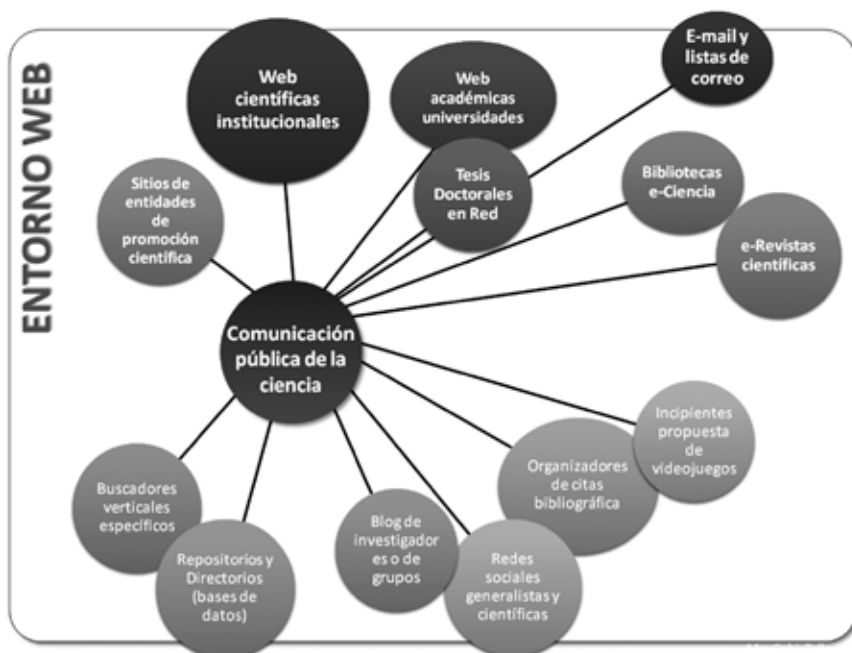 ENTORNO WEB
Web
científicas
institucionales
Web
académicas
universidades
E-mail y
listas de
correo
Tesis
Doctorales
en Red
Bibliotecas
e-Ciencia
Sitios de
entidades
de
promoción
científica
e-Revistas
científicas
Comunicación
pública de la
ciencia
Incipientes
propuesta
de
videojuegos
Organizadores
de citas
bibliográfica
Buscadores
verticales
específicos
Blog de
investigador
es o de
grupos
Repositorios y
Directorios
(bases de
datos)
Redes
sociales
generalistas y
científicas